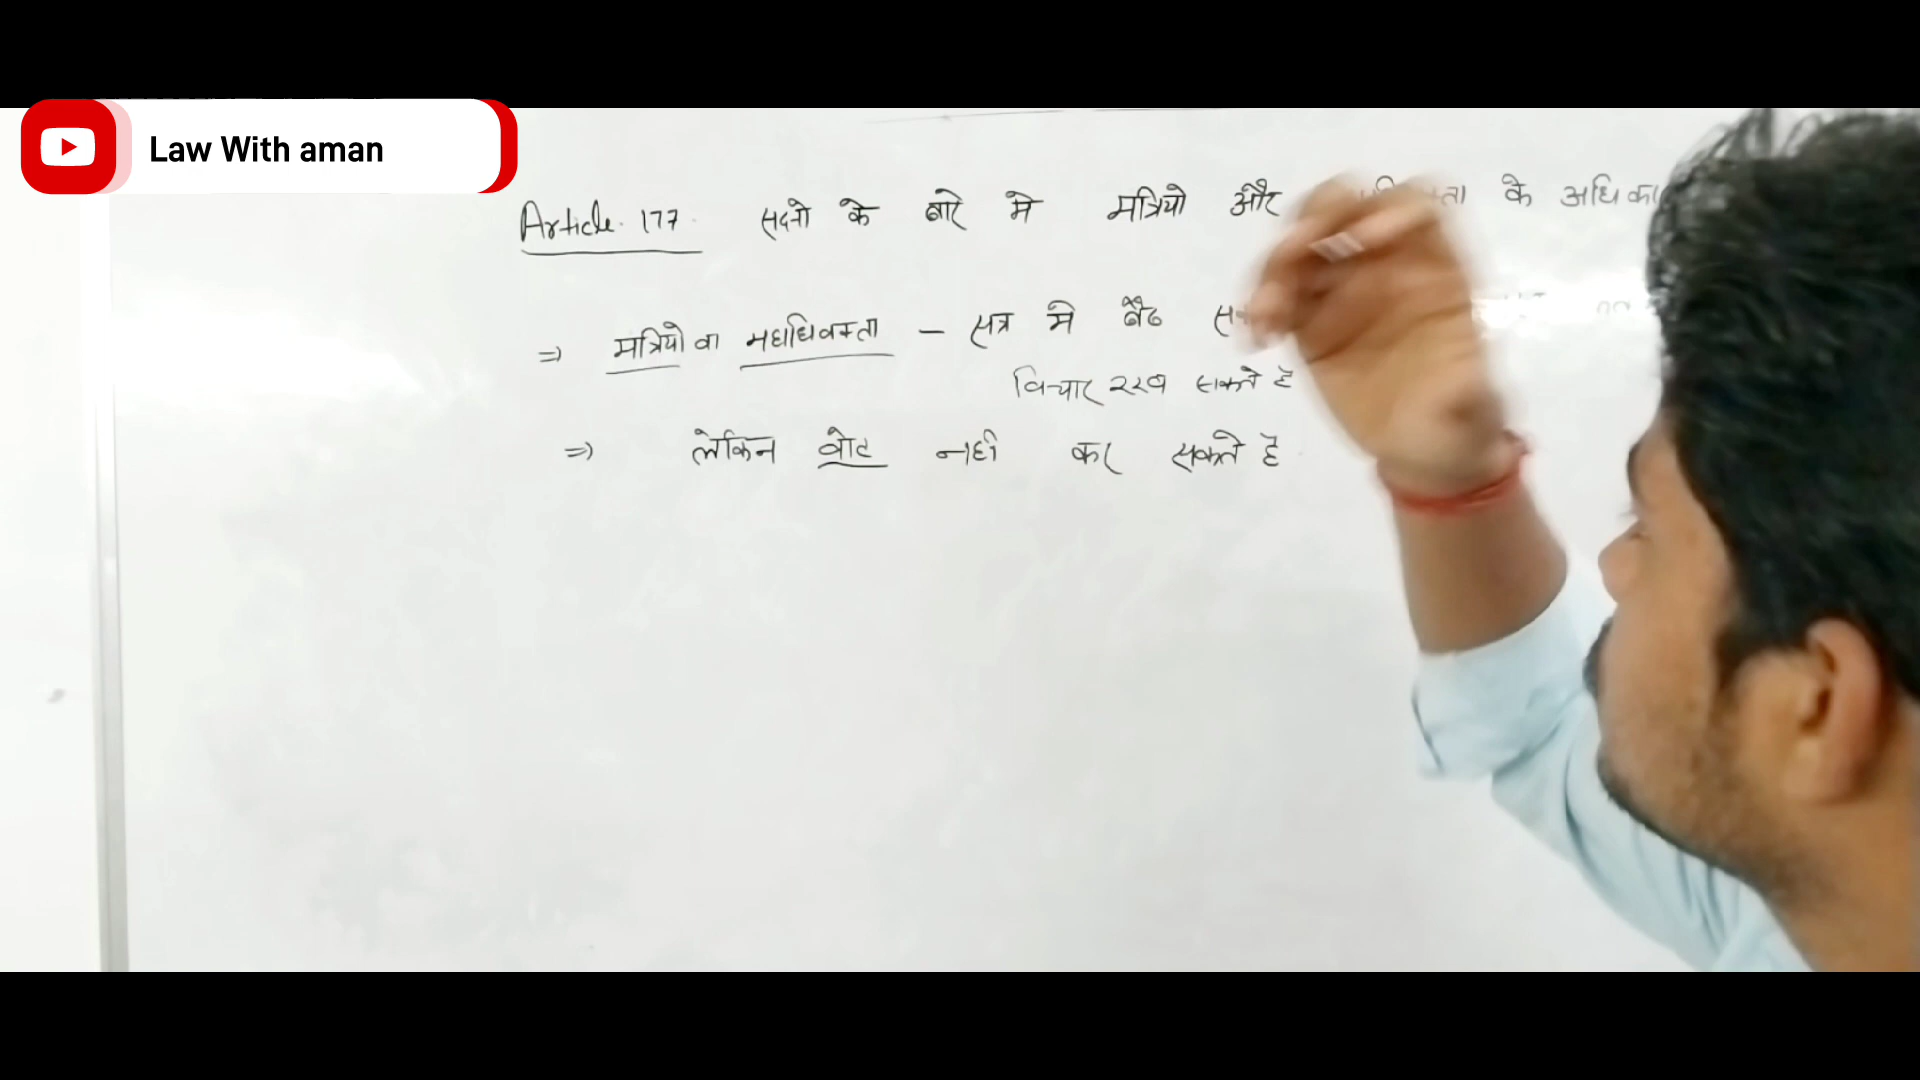 Law With aman
Article. 177. सदनो के बारे मे मंत्रियो और के अधिका
⇒ मंत्रियो वा महाधिवक्ता – सत्र मे बैठ
विचार रख सकते है
⇒ लेकिन वोट नही कर सकते है